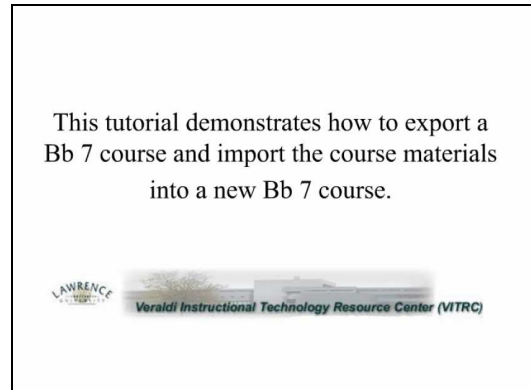 This tutorial demonstrates how to export a
Bb 7 course and import the course materials
into a new Bb 7 course.
LAWRENCE
Veraldi Instructional Technology Resource Center (VITRC)